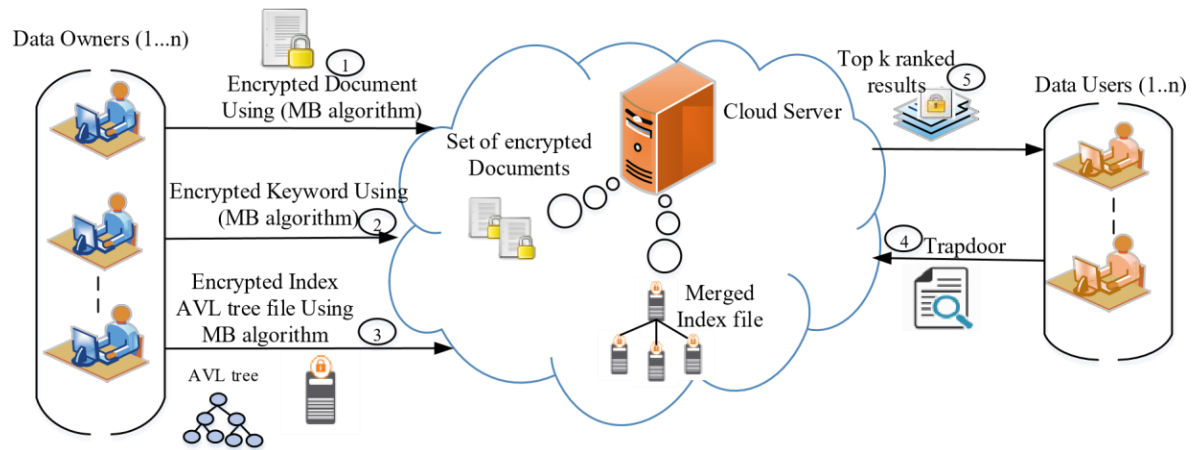 Data Owners (1...n)
1
Encrypted Document
Using (MB algorithm)
Encrypted Keyword Using
(MB algorithm)
2
Encrypted Index
AVL tree file Using
MB algorithm
3
AVL tree
Set of encrypted
Documents
Cloud Server
Merged
Index file
Top k ranked
results
5
4
Trapdoor
Data Users (1..n)